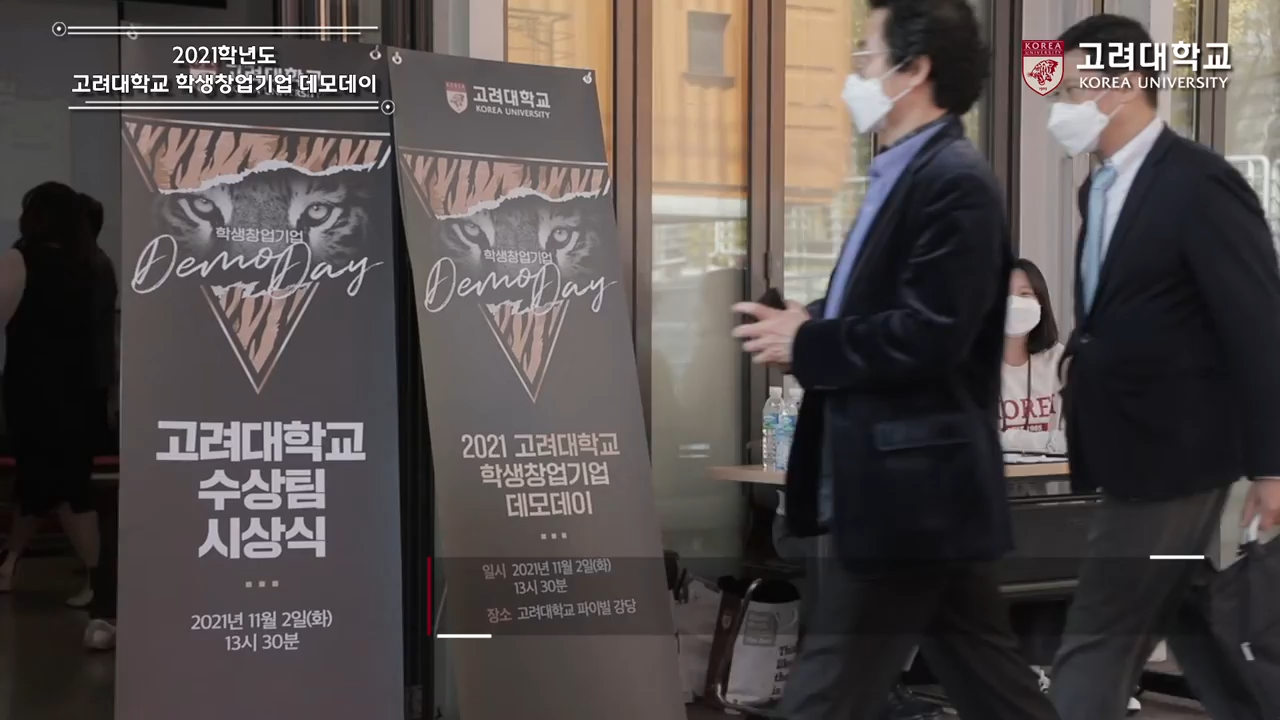 2021학년도
고려대학교 학생창업기업 데모데이
KOREA
UNIVERSITY
고려대학교
KOREA UNIVERSITY
학생창업기업
DemoDay
고려대학교
수상팀
시상식
2021년 11월 2일(화)
13시 30분
고려대학교
KOREA UNIVERSITY
학생창업기업
DemoDay
2021 고려대학교
학생창업기업
데모데이
일시 2021년 11월 2일(화)
13시 30분
장소 고려대학교 파이빌 강당